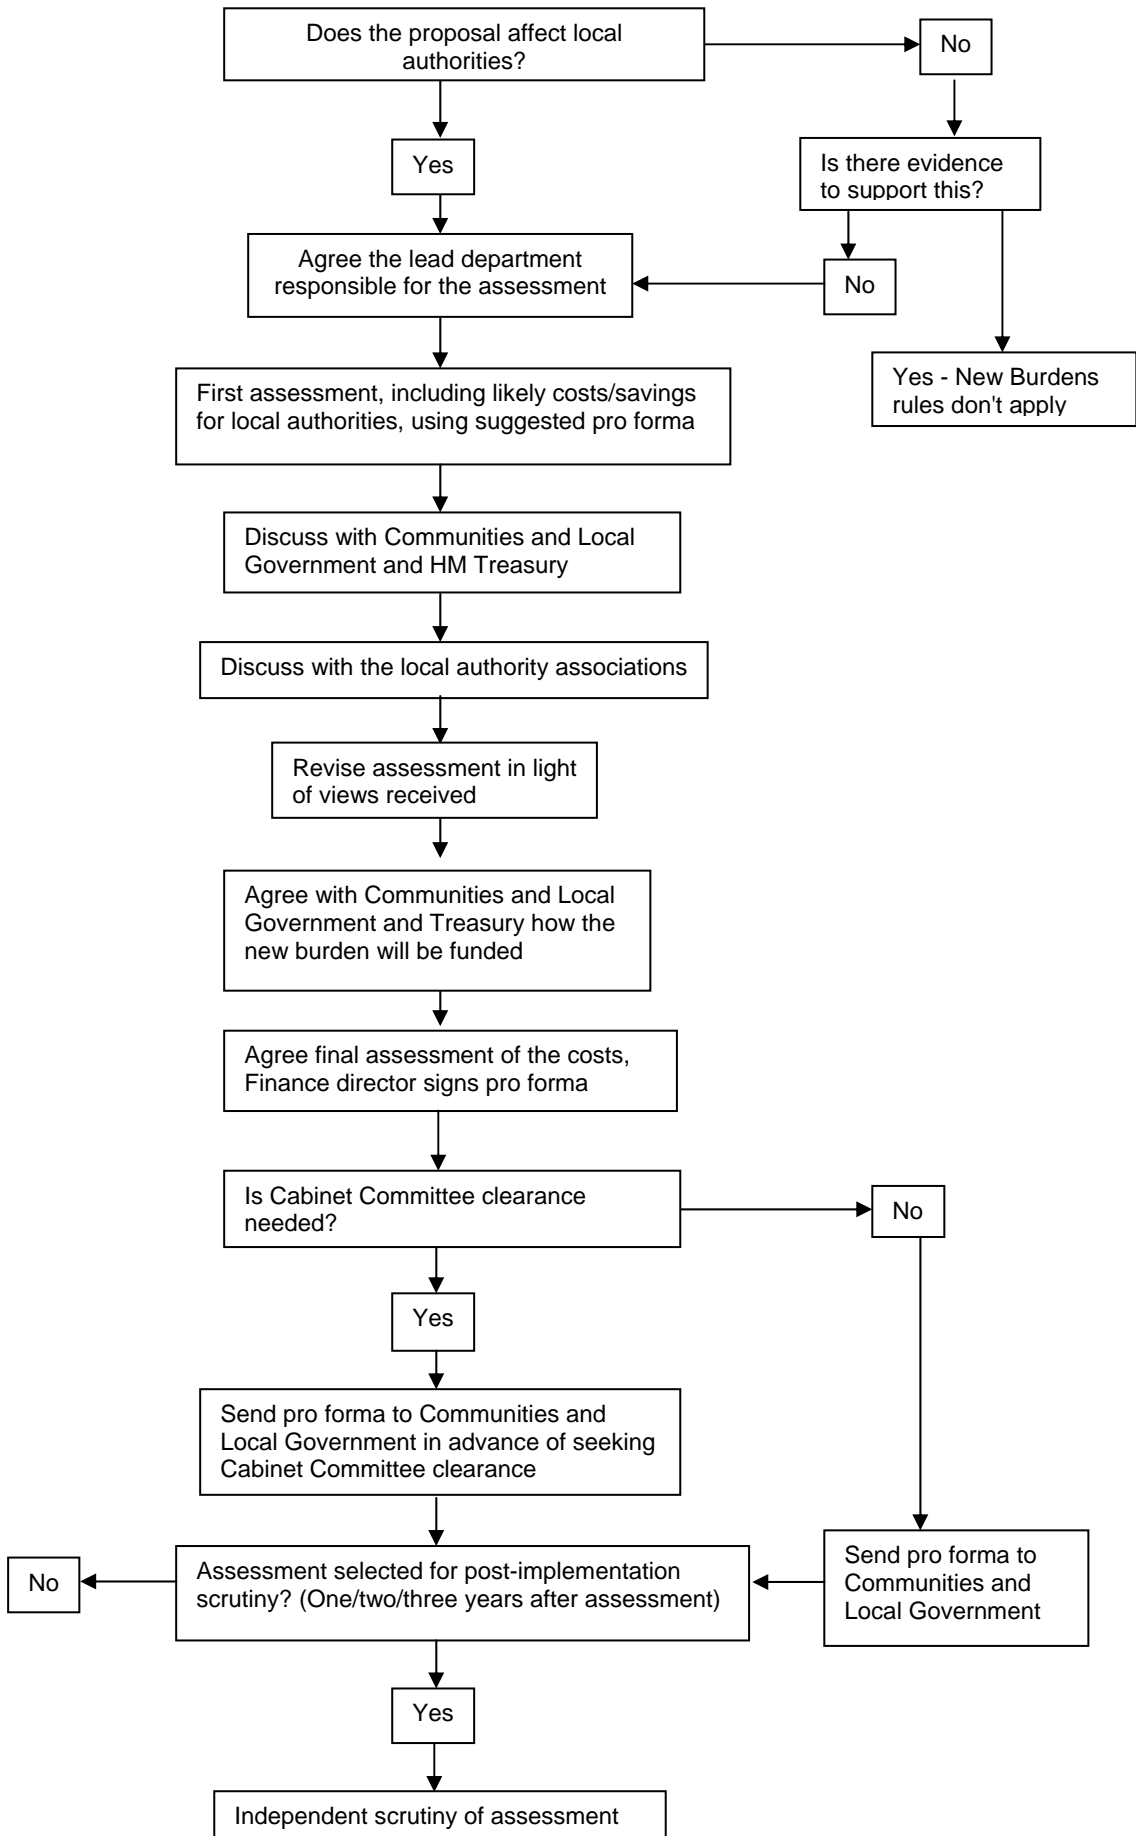 Does the proposal affect local
authorities?
No
Yes
Is there evidence
to support this?
Agree the lead department
responsible for the assessment
No
Yes - New Burdens
rules don't apply
First assessment, including likely costs/savings
for local authorities, using suggested pro forma
Discuss with Communities and Local
Government and HM Treasury
Discuss with the local authority associations
Revise assessment in light
of views received
Agree with Communities and Local
Government and Treasury how the
new burden will be funded
Agree final assessment of the costs,
Finance director signs pro forma
Is Cabinet Committee clearance
needed?
No
Yes
Send pro forma to Communities and
Local Government in advance of seeking
Cabinet Committee clearance
Send pro forma to
Communities and
Local Government
Assessment selected for post-implementation
scrutiny? (One/two/three years after assessment)
No
Yes
Independent scrutiny of assessment